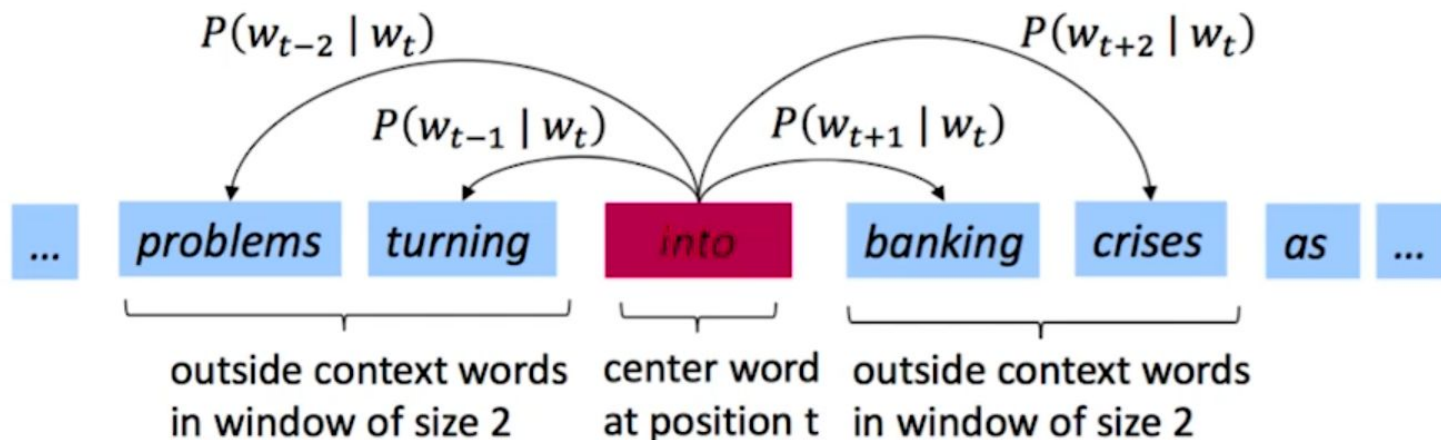 P(w_{t−2} | w_t) P(w_{t+2} | w_t)
P(w_{t−1} | w_t) P(w_{t+1} | w_t)
... problems turning into banking crises as ...
outside context words center word outside context words
in window of size 2 at position t in window of size 2